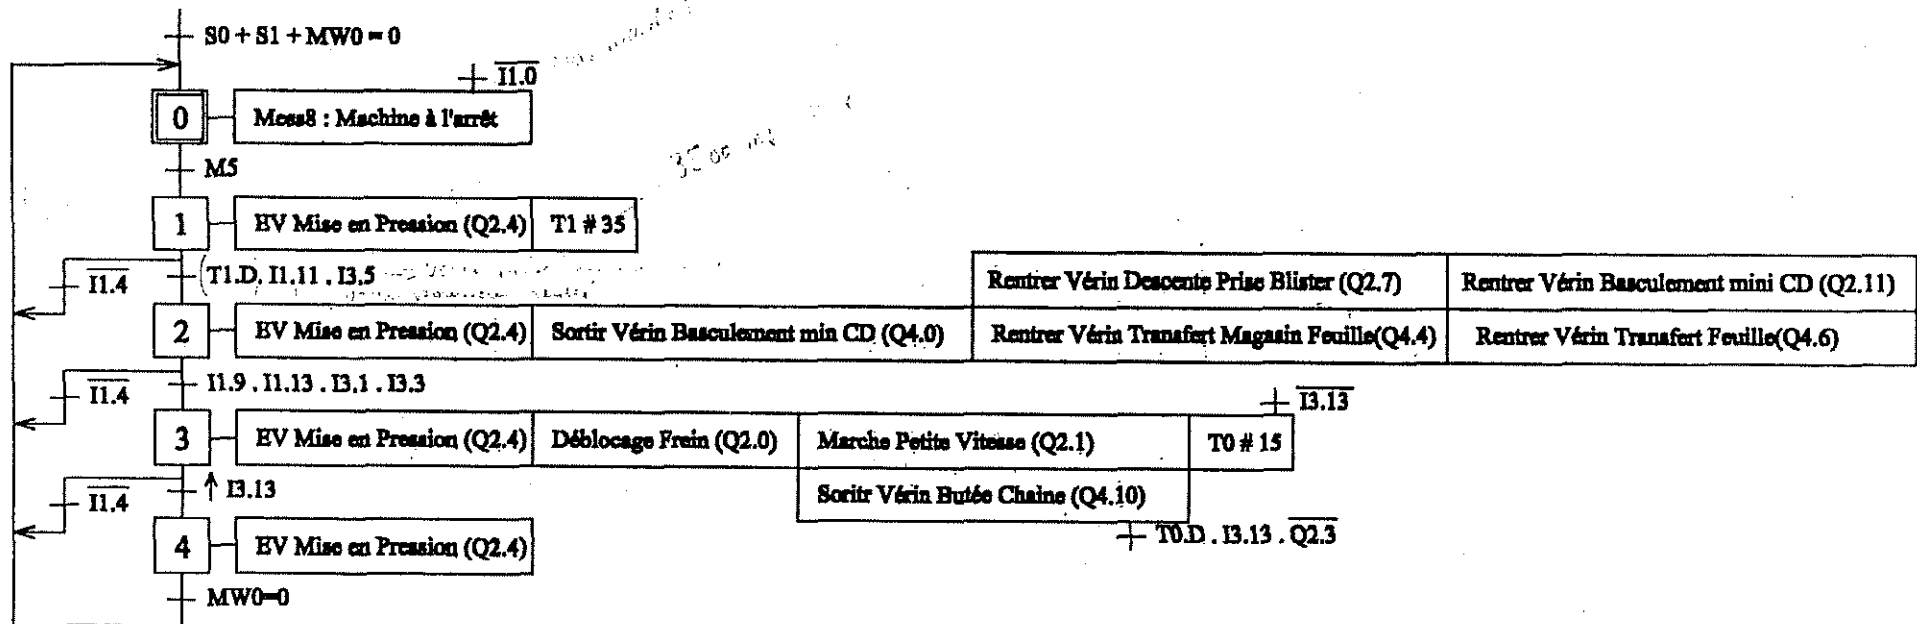 S0 + S1 + MW0 = 0
I1.0
0 Mess8 : Machine à l'arrêt
M5
1 EV Mise en Pression (Q2.4) T1 # 35
I1.4 T1.D. I1.11 . I3.5
Rentrer Vérin Descente Prise Blister (Q2.7) Rentrer Vérin Basculement mini CD (Q2.11)
2 EV Mise en Pression (Q2.4) Sortir Vérin Basculement min CD (Q4.0) Rentrer Vérin Transfert Magasin Feuille(Q4.4) Rentrer Vérin Transfert Feuille(Q4.6)
I1.4 I1.9 . I1.13 . I3.1 . I3.3
I3.13
3 EV Mise en Pression (Q2.4) Déblocage Frein (Q2.0) Marche Petite Vitesse (Q2.1) T0 # 15
I1.4 ↑ I3.13
Soritr Vérin Butée Chaine (Q4.10)
T0.D . I3.13 . Q2.3
4 EV Mise en Pression (Q2.4)
MW0=0